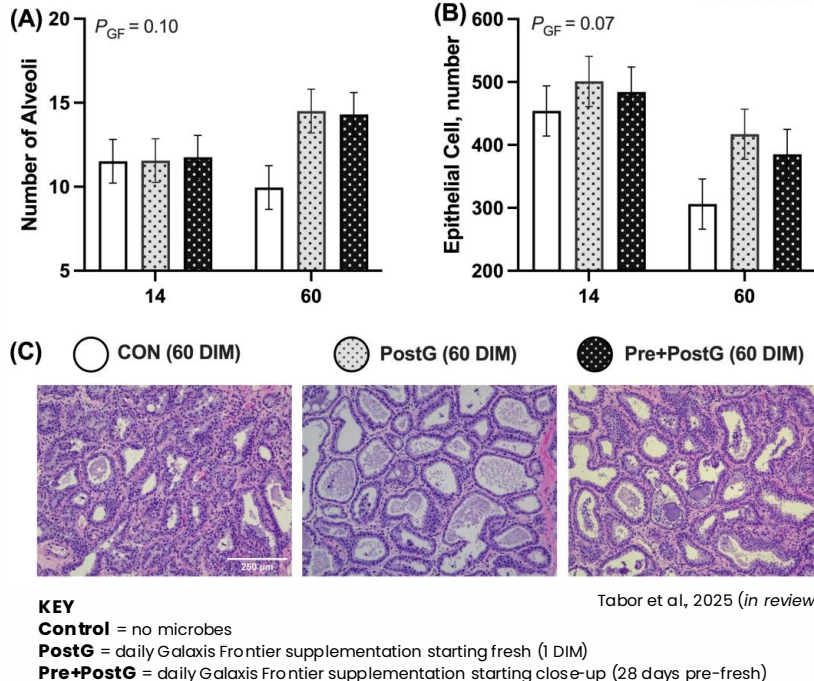 (A)
20
15
10
5
Number of Alveoli
P_GF = 0.10
14 60
(B)
600
500
400
300
200
Epithelial Cell, number
P_GF = 0.07
14 60
(C) CON (60 DIM) PostG (60 DIM) Pre+PostG (60 DIM)
250 µm
Tabor et al., 2025 (in review
KEY
Control = no microbes
PostG = daily Galaxis Frontier supplementation starting fresh (1 DIM)
Pre+PostG = daily Galaxis Frontier supplementation starting close-up (28 days pre-fresh)